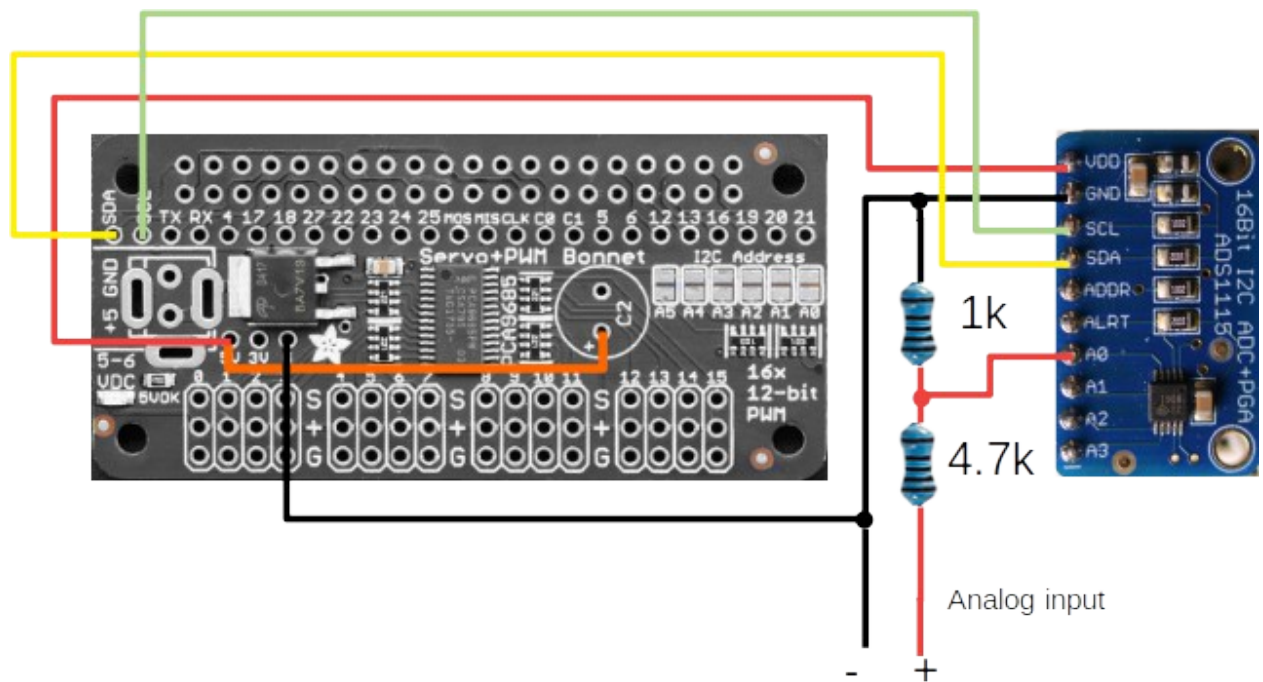 SDA
SCL TX RX 4 17 18 27 22 23 24 25 MOS MIS CLK C0 C1 5 6 12 13 16 19 20 21
Servo+PWM Bonnet
I2C Address
A5 A4 A3 A2 A1 A0
+5 GND
5V 3V
5-6
VDC
5VOK
PCA9685
C2
+
0 1 2 4 5 6 7 8 9 10 11 12 13 14 15
S S S
+ + +
G G G
16x
12-bit
PWM
VDD
GND
SCL
SDA
ADDR
ALRT
A0
A1
A2
A3
16Bit I2C ADC+PGA
ADS1115
1k
4.7k
Analog input
- +